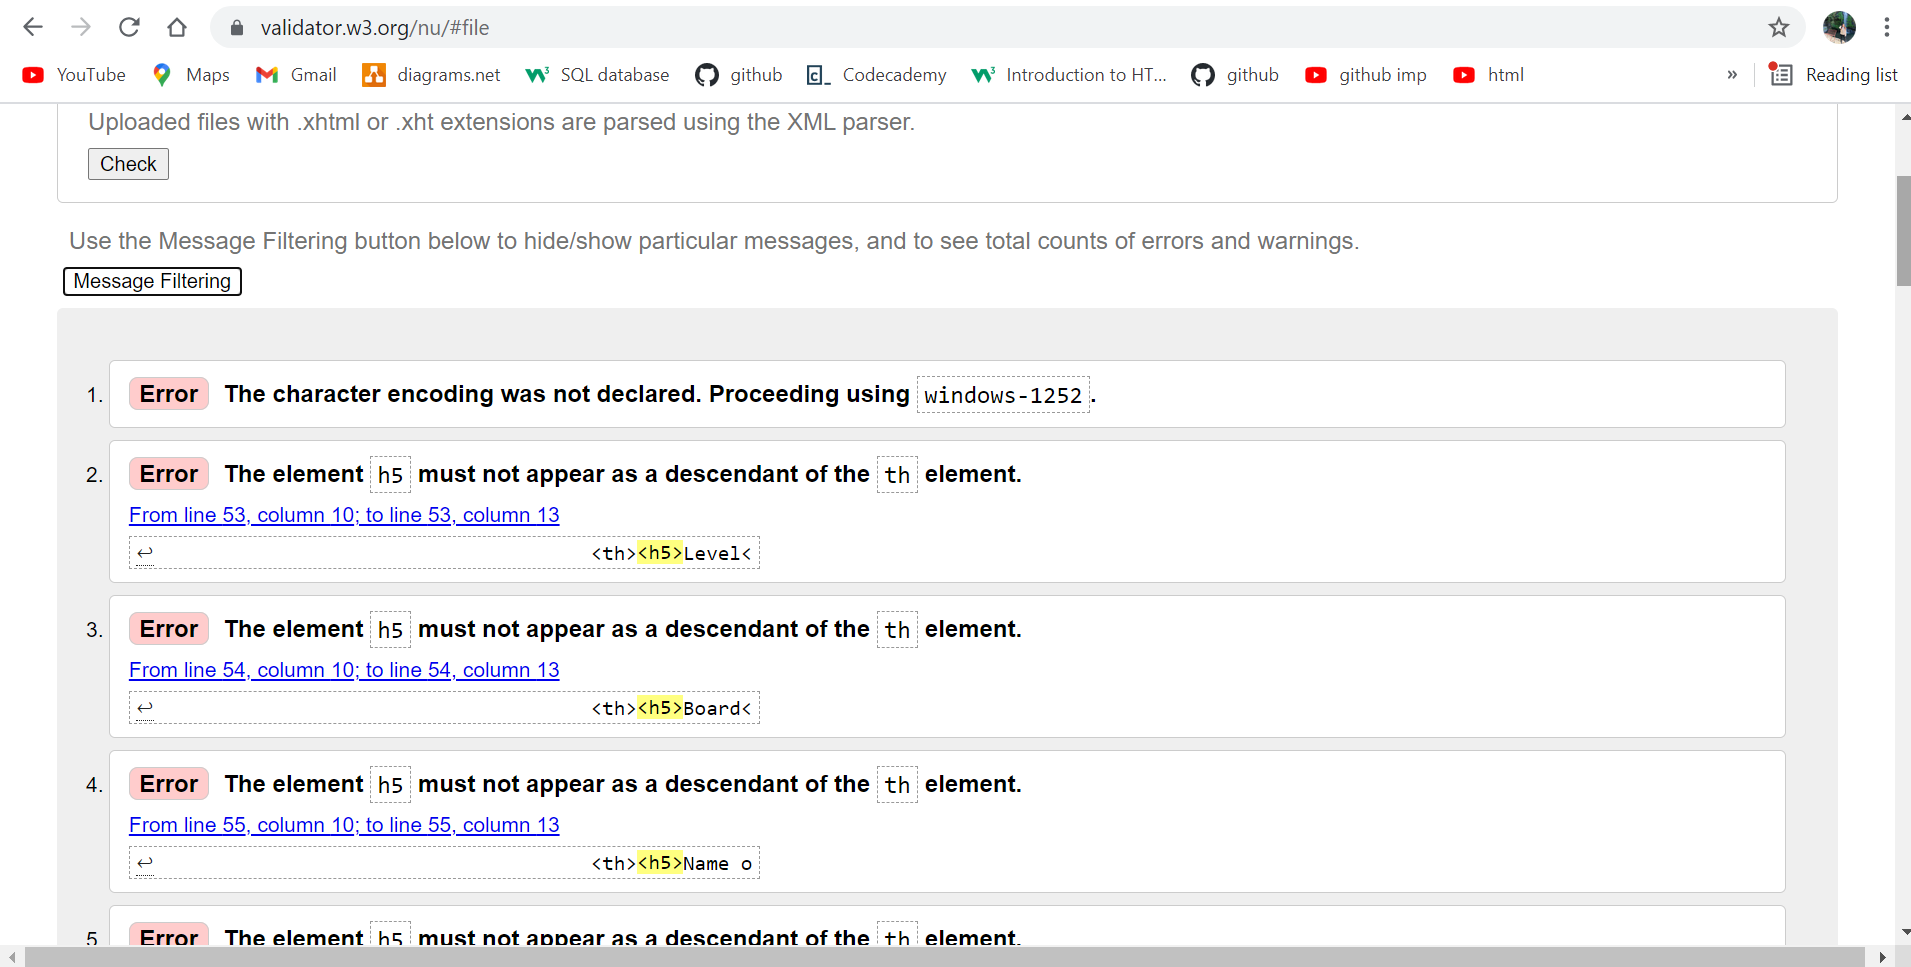 validator.w3.org/nu/#file
YouTube Maps Gmail diagrams.net SQL database github Codecademy Introduction to HT... github github imp html » Reading list
Uploaded files with .xhtml or .xht extensions are parsed using the XML parser.
Check
Use the Message Filtering button below to hide/show particular messages, and to see total counts of errors and warnings.
Message Filtering
1. Error The character encoding was not declared. Proceeding using windows-1252.
2. Error The element h5 must not appear as a descendant of the th element.
From line 53, column 10; to line 53, column 13
↩ <th><h5>Level<
3. Error The element h5 must not appear as a descendant of the th element.
From line 54, column 10; to line 54, column 13
↩ <th><h5>Board<
4. Error The element h5 must not appear as a descendant of the th element.
From line 55, column 10; to line 55, column 13
↩ <th><h5>Name o
5. Error The element h5 must not appear as a descendant of the th element.